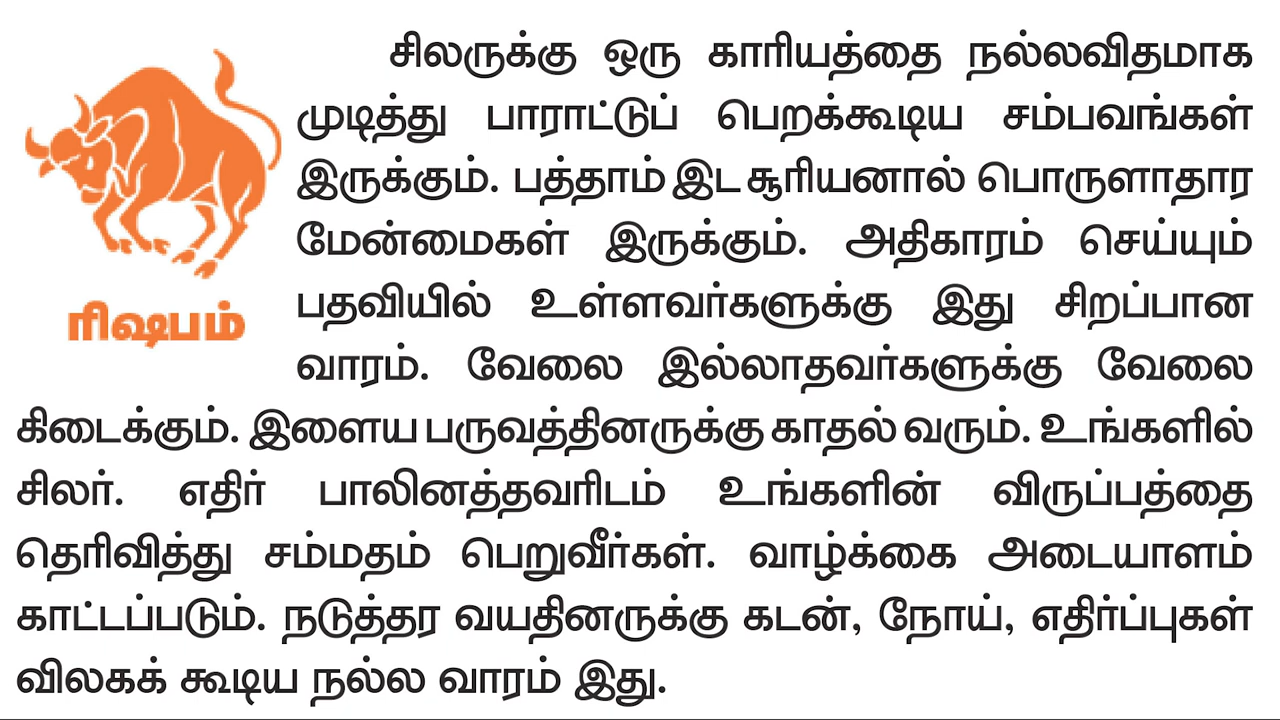 சிலருக்கு ஒரு காரியத்தை நல்லவிதமாக
முடித்து பாராட்டுப் பெறக்கூடிய சம்பவங்கள்
இருக்கும். பத்தாம் இட சூரியனால் பொருளாதார
மேன்மைகள் இருக்கும். அதிகாரம் செய்யும்
பதவியில் உள்ளவர்களுக்கு இது சிறப்பான
ரிஷபம்
வாரம். வேலை இல்லாதவர்களுக்கு வேலை
கிடைக்கும். இளைய பருவத்தினருக்கு காதல் வரும். உங்களில்
சிலர். எதிர் பாலினத்தவரிடம் உங்களின் விருப்பத்தை
தெரிவித்து சம்மதம் பெறுவீர்கள். வாழ்க்கை அடையாளம்
காட்டப்படும். நடுத்தர வயதினருக்கு கடன், நோய், எதிர்ப்புகள்
விலகக் கூடிய நல்ல வாரம் இது.